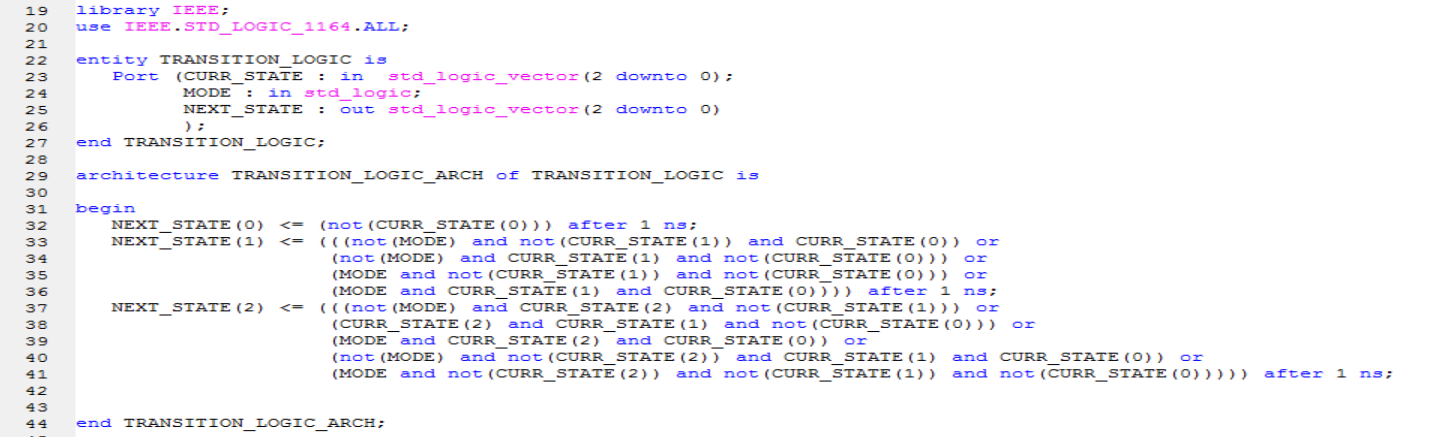 19 library IEEE;
20 use IEEE.STD_LOGIC_1164.ALL;
21
22 entity TRANSITION_LOGIC is
23    Port (CURR_STATE : in  std_logic_vector(2 downto 0);
24          MODE : in std_logic;
25          NEXT_STATE : out std_logic_vector(2 downto 0)
26          );
27 end TRANSITION_LOGIC;
28
29 architecture TRANSITION_LOGIC_ARCH of TRANSITION_LOGIC is
30
31 begin
32    NEXT_STATE(0) <= (not(CURR_STATE(0))) after 1 ns;
33    NEXT_STATE(1) <= (((not(MODE) and not(CURR_STATE(1)) and CURR_STATE(0)) or
34                      (not(MODE) and CURR_STATE(1) and not(CURR_STATE(0))) or
35                      (MODE and not(CURR_STATE(1)) and not(CURR_STATE(0))) or
36                      (MODE and CURR_STATE(1) and CURR_STATE(0)))) after 1 ns;
37    NEXT_STATE(2) <= (((not(MODE) and CURR_STATE(2) and not(CURR_STATE(1))) or
38                      (CURR_STATE(2) and CURR_STATE(1) and not(CURR_STATE(0))) or
39                      (MODE and CURR_STATE(2) and CURR_STATE(0)) or
40                      (not(MODE) and not(CURR_STATE(2)) and CURR_STATE(1) and CURR_STATE(0)) or
41                      (MODE and not(CURR_STATE(2)) and not(CURR_STATE(1)) and not(CURR_STATE(0))))) after 1 ns;
42
43
44 end TRANSITION_LOGIC_ARCH;